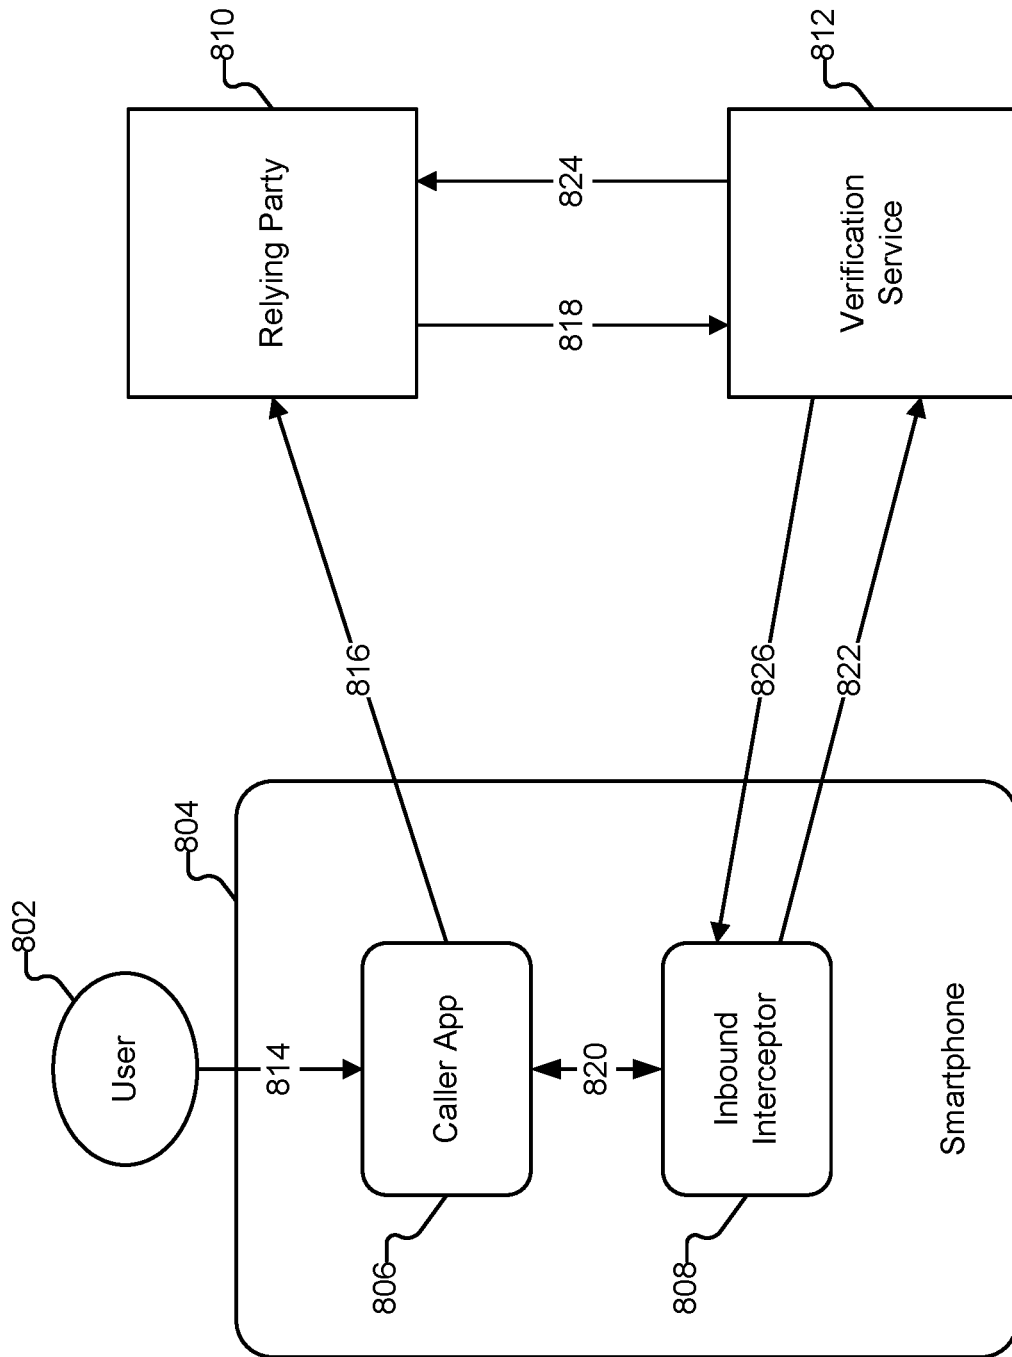 802
User
804
814
Caller App
806
820
Inbound
Interceptor
808
Smartphone
816
826
822
810
Relying Party
818
824
812
Verification
Service